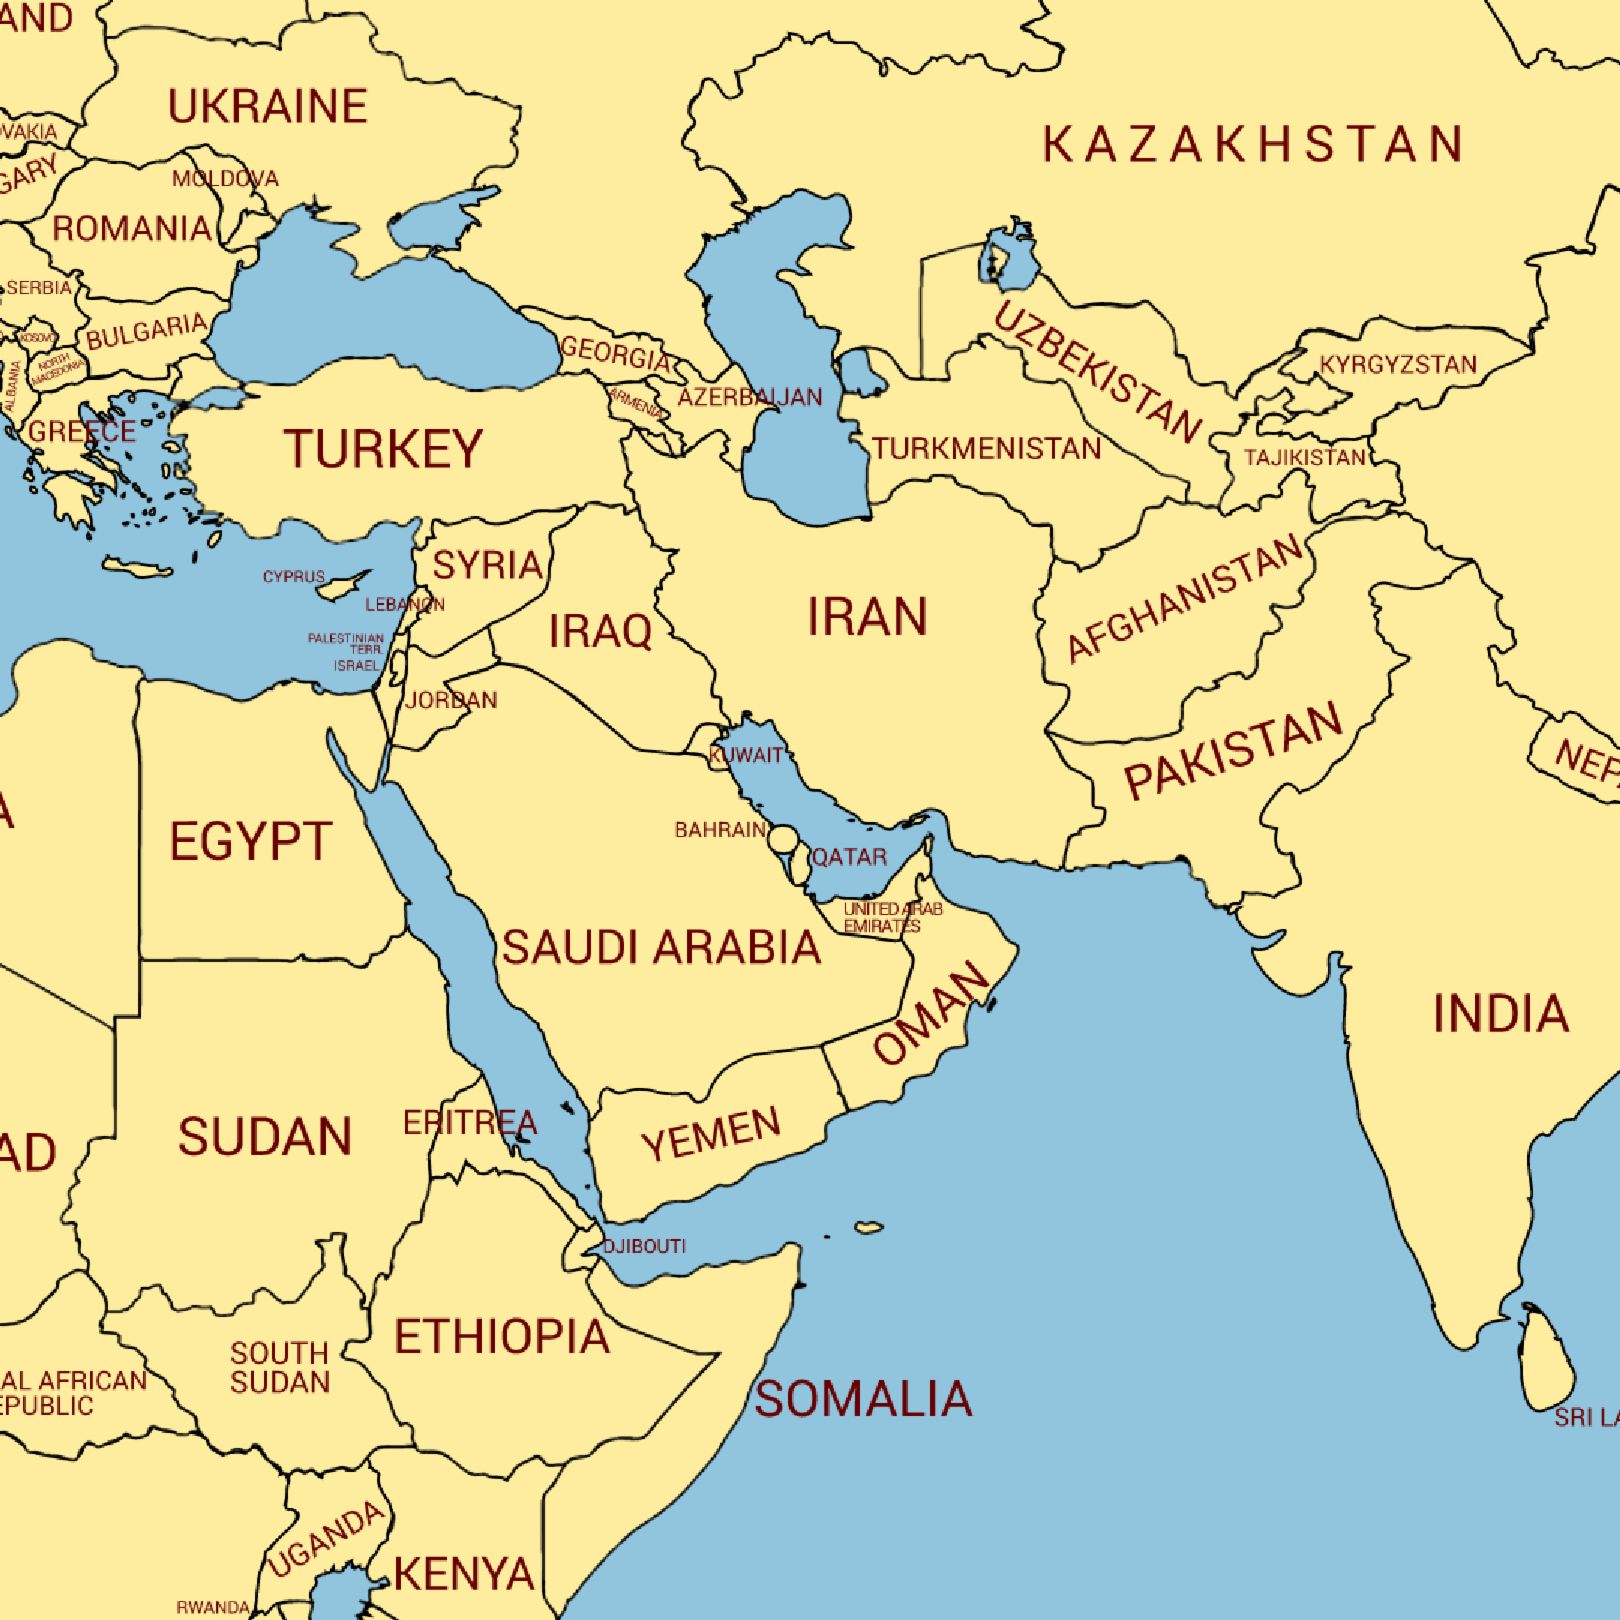 AND
UKRAINE
KAZAKHSTAN
VAKIA
GARY
MOLDOVA
ROMANIA
SERBIA
BULGARIA
KOSOVO
NORTH
MACEDONIA
ALBANIA
GEORGIA
ARMENIA
AZERBAIJAN
UZBEKISTAN
KYRGYZSTAN
GREECE
TURKEY
TURKMENISTAN
TAJIKISTAN
CYPRUS
SYRIA
LEBANON
PALESTINIAN
TERR.
ISRAEL
IRAQ
IRAN
AFGHANISTAN
JORDAN
KUWAIT
PAKISTAN
NEP
A
EGYPT
BAHRAIN
QATAR
UNITED ARAB
EMIRATES
SAUDI ARABIA
OMAN
INDIA
AD
SUDAN
ERITREA
YEMEN
DJIBOUTI
ETHIOPIA
SOUTH
SUDAN
AL AFRICAN
EPUBLIC
SOMALIA
SRI LA
UGANDA
KENYA
RWANDA